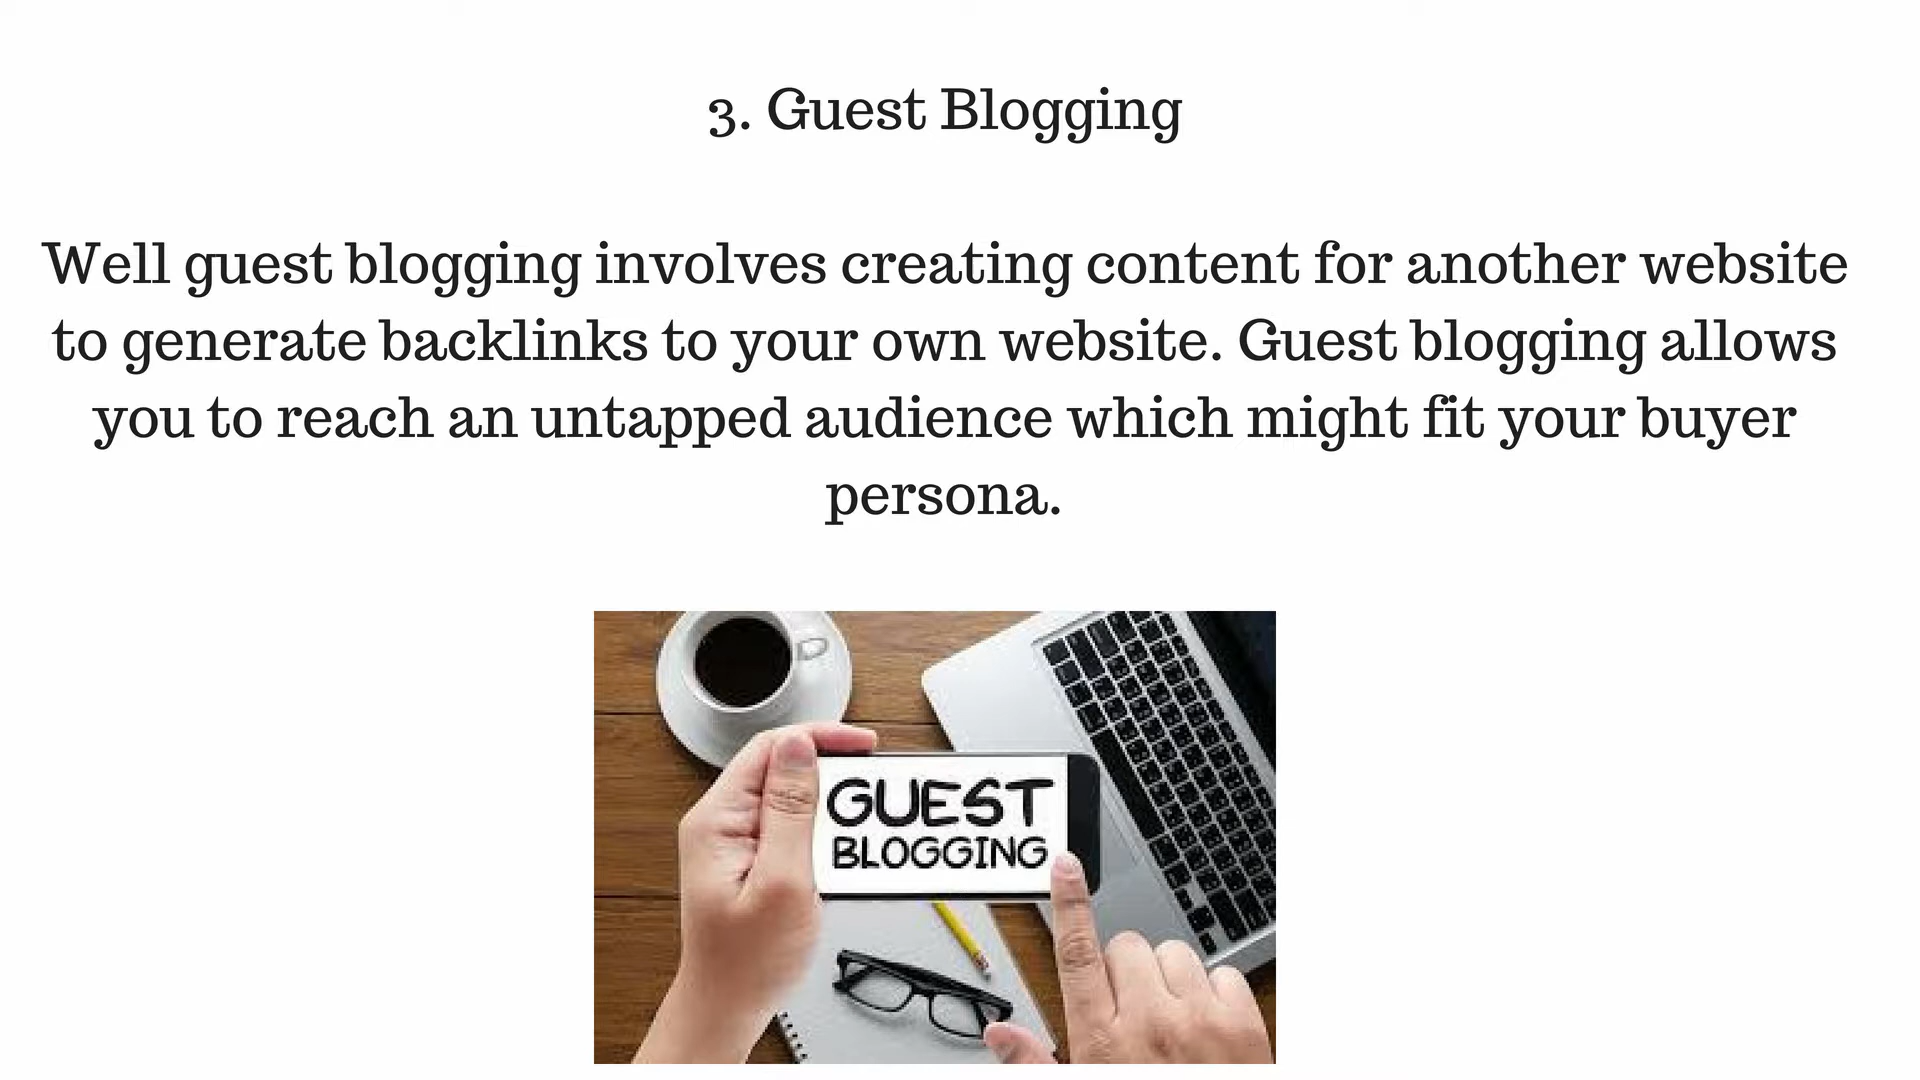 3. Guest Blogging
Well guest blogging involves creating content for another website
to generate backlinks to your own website. Guest blogging allows
you to reach an untapped audience which might fit your buyer
persona.
GUEST
BLOGGING